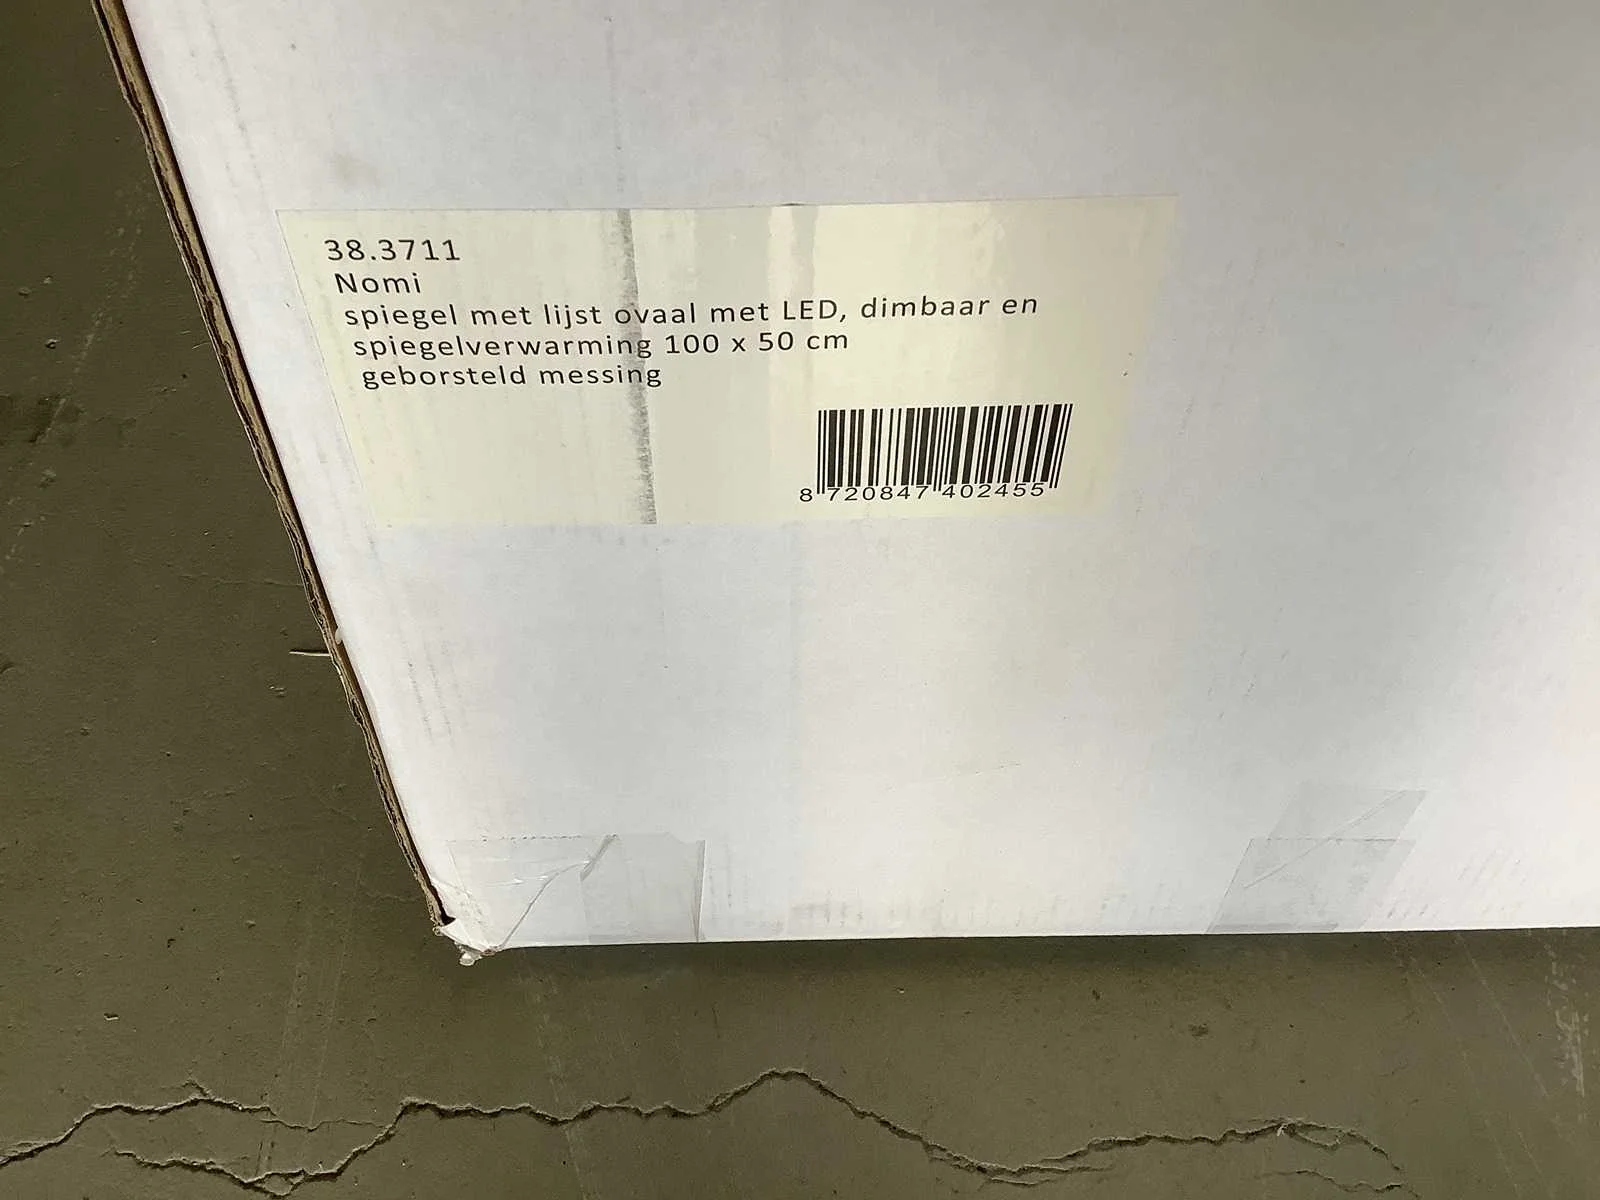 38.3711
Nomi
spiegel met lijst ovaal met LED, dimbaar en
spiegelverwarming 100 x 50 cm
geborsteld messing
8 720847 402455